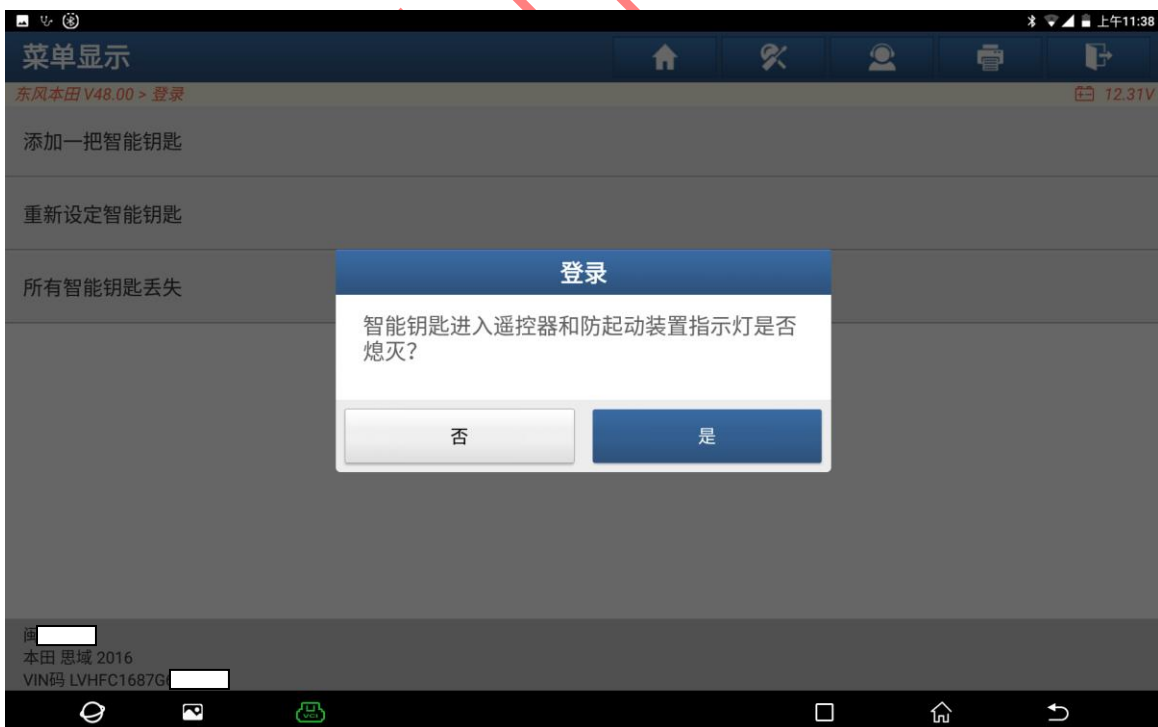 上午11:38
菜单显示
东风本田 V48.00 > 登录
12.31V
添加一把智能钥匙
重新设定智能钥匙
所有智能钥匙丢失
登录
智能钥匙进入遥控器和防起动装置指示灯是否
熄灭？
否
是
闽
本田 思域 2016
VIN码 LVHFC1687G
VCI